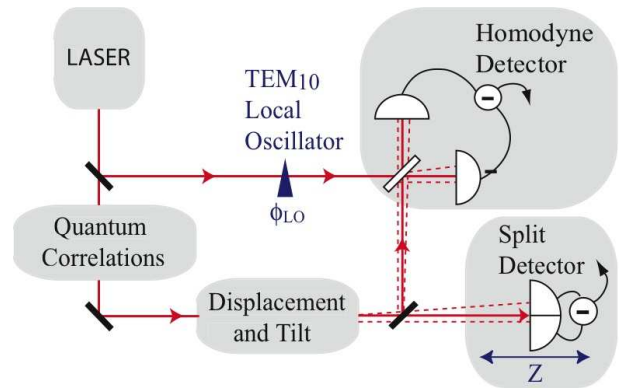 LASER
TEM10
Local
Oscillator
ϕLO
Homodyne
Detector
−
−
Quantum
Correlations
Displacement
and Tilt
Split
Detector
−
Z